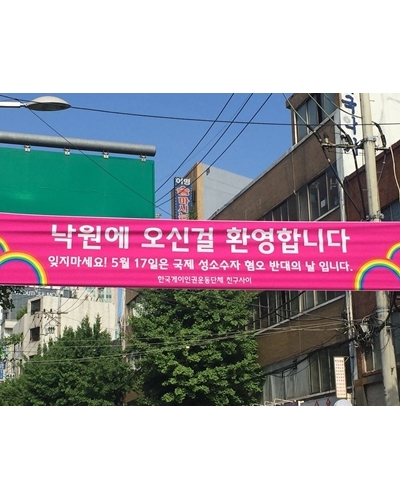 낙원에 오신걸 환영합니다
잊지마세요! 5월 17일은 국제 성소수자 혐오 반대의 날 입니다.
한국게이인권운동단체 친구사이